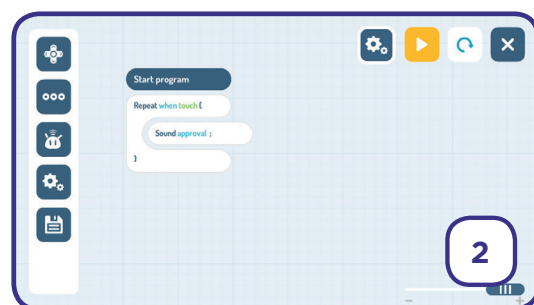 Start program
Repeat when touch {
Sound approval ;
}
2